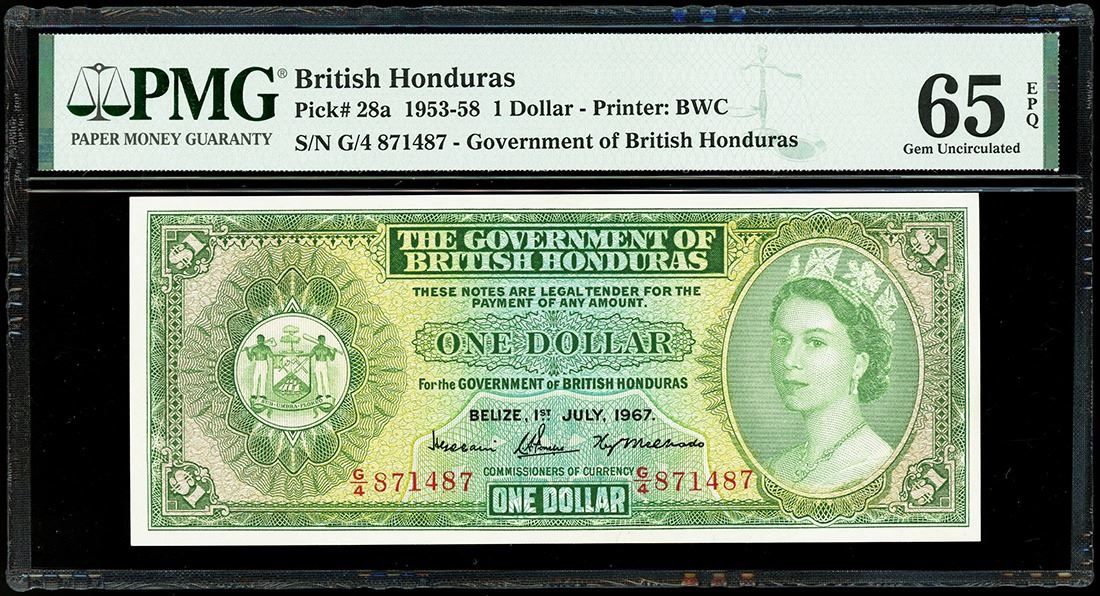 PMG®
PAPER MONEY GUARANTY
British Honduras
Pick# 28a 1953-58 1 Dollar - Printer: BWC
S/N G/4 871487 - Government of British Honduras
65 EPQ
Gem Uncirculated
$1
THE GOVERNMENT OF
BRITISH HONDURAS
THESE NOTES ARE LEGAL TENDER FOR THE
PAYMENT OF ANY AMOUNT.
ONE DOLLAR
For the GOVERNMENT OF BRITISH HONDURAS
BELIZE, 1ST JULY, 1967.
COMMISSIONERS OF CURRENCY
G/4 871487
G/4 871487
ONE DOLLAR
$1
$1